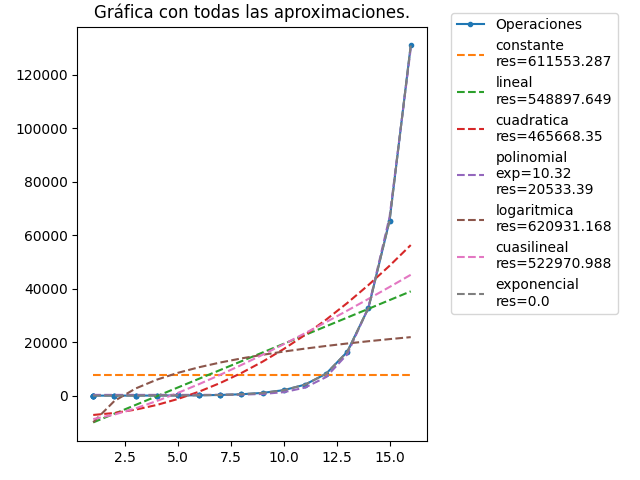 Gráfica con todas las aproximaciones.
120000
100000
80000
60000
40000
20000
0
2.5 5.0 7.5 10.0 12.5 15.0
Operaciones
constante
res=611553.287
lineal
res=548897.649
cuadratica
res=465668.35
polinomial
exp=10.32
res=20533.39
logaritmica
res=620931.168
cuasilineal
res=522970.988
exponencial
res=0.0